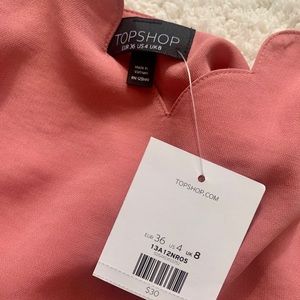 TOPSHOP
EUR 36 US 4 UK 8
Made in
Vietnam
TOPSHOP.COM
EUR 36 US 4 UK 8
13A12NROS
$30